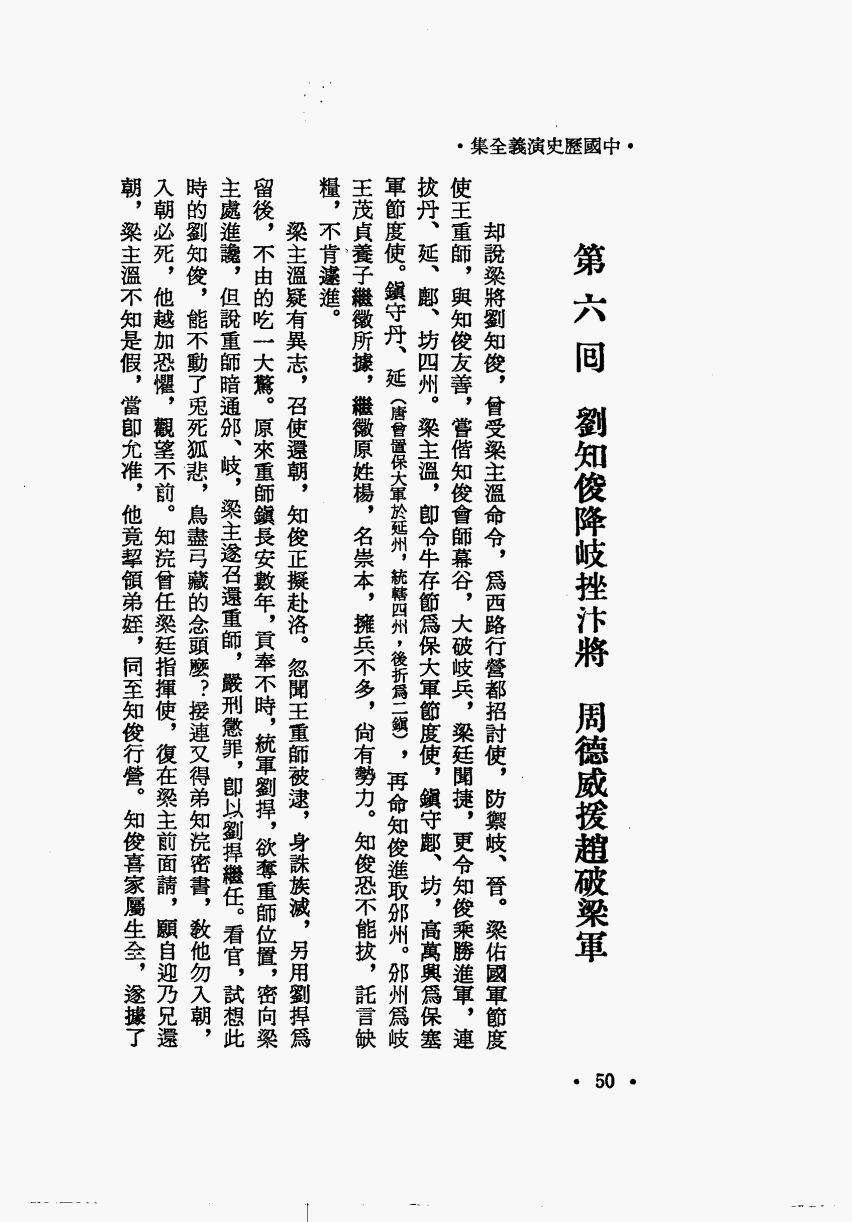 •中國歷史演義全集•
第六回　劉知俊降岐挫汴將　周德威援趙破梁軍
却說梁將劉知俊，曾受梁主溫命令，爲西路行營都招討使，防禦岐、晉。梁佑國軍節度
使王重師，與知俊友善，嘗偕知俊會師幕谷，大破岐兵，梁廷聞捷，更令知俊乘勝進軍，連
拔丹、延、鄜、坊四州。梁主溫，卽令牛存節爲保大軍節度使，鎭守鄜、坊，高萬興爲保塞
軍節度使。鎭守丹、延（唐曾置保大軍於延州，統轄四州，後折爲二鎭），再命知俊進取邠州。邠州爲岐
王茂貞養子繼徽所據，繼徽原姓楊，名崇本，擁兵不多，尙有勢力。知俊恐不能拔，託言缺
糧，不肯遽進。
梁主溫疑有異志，召使還朝，知俊正擬赴洛。忽聞王重師被逮，身誅族滅，另用劉捍爲
留後，不由的吃一大驚。原來重師鎭長安數年，貢奉不時，統軍劉捍，欲奪重師位置，密向梁
主處進讒，但說重師暗通邠、岐，梁主遂召還重師，嚴刑懲罪，卽以劉捍繼任。看官，試想此
時的劉知俊，能不動了兎死狐悲，鳥盡弓藏的念頭麼？接連又得弟知浣密書，敎他勿入朝，
入朝必死，他越加恐懼，觀望不前。知浣曾任梁廷指揮使，復在梁主前面請，願自迎乃兄還
朝，梁主溫不知是假，當卽允准，他竟挈領弟姪，同至知俊行營。知俊喜家屬生全，遂據了
• 50 •